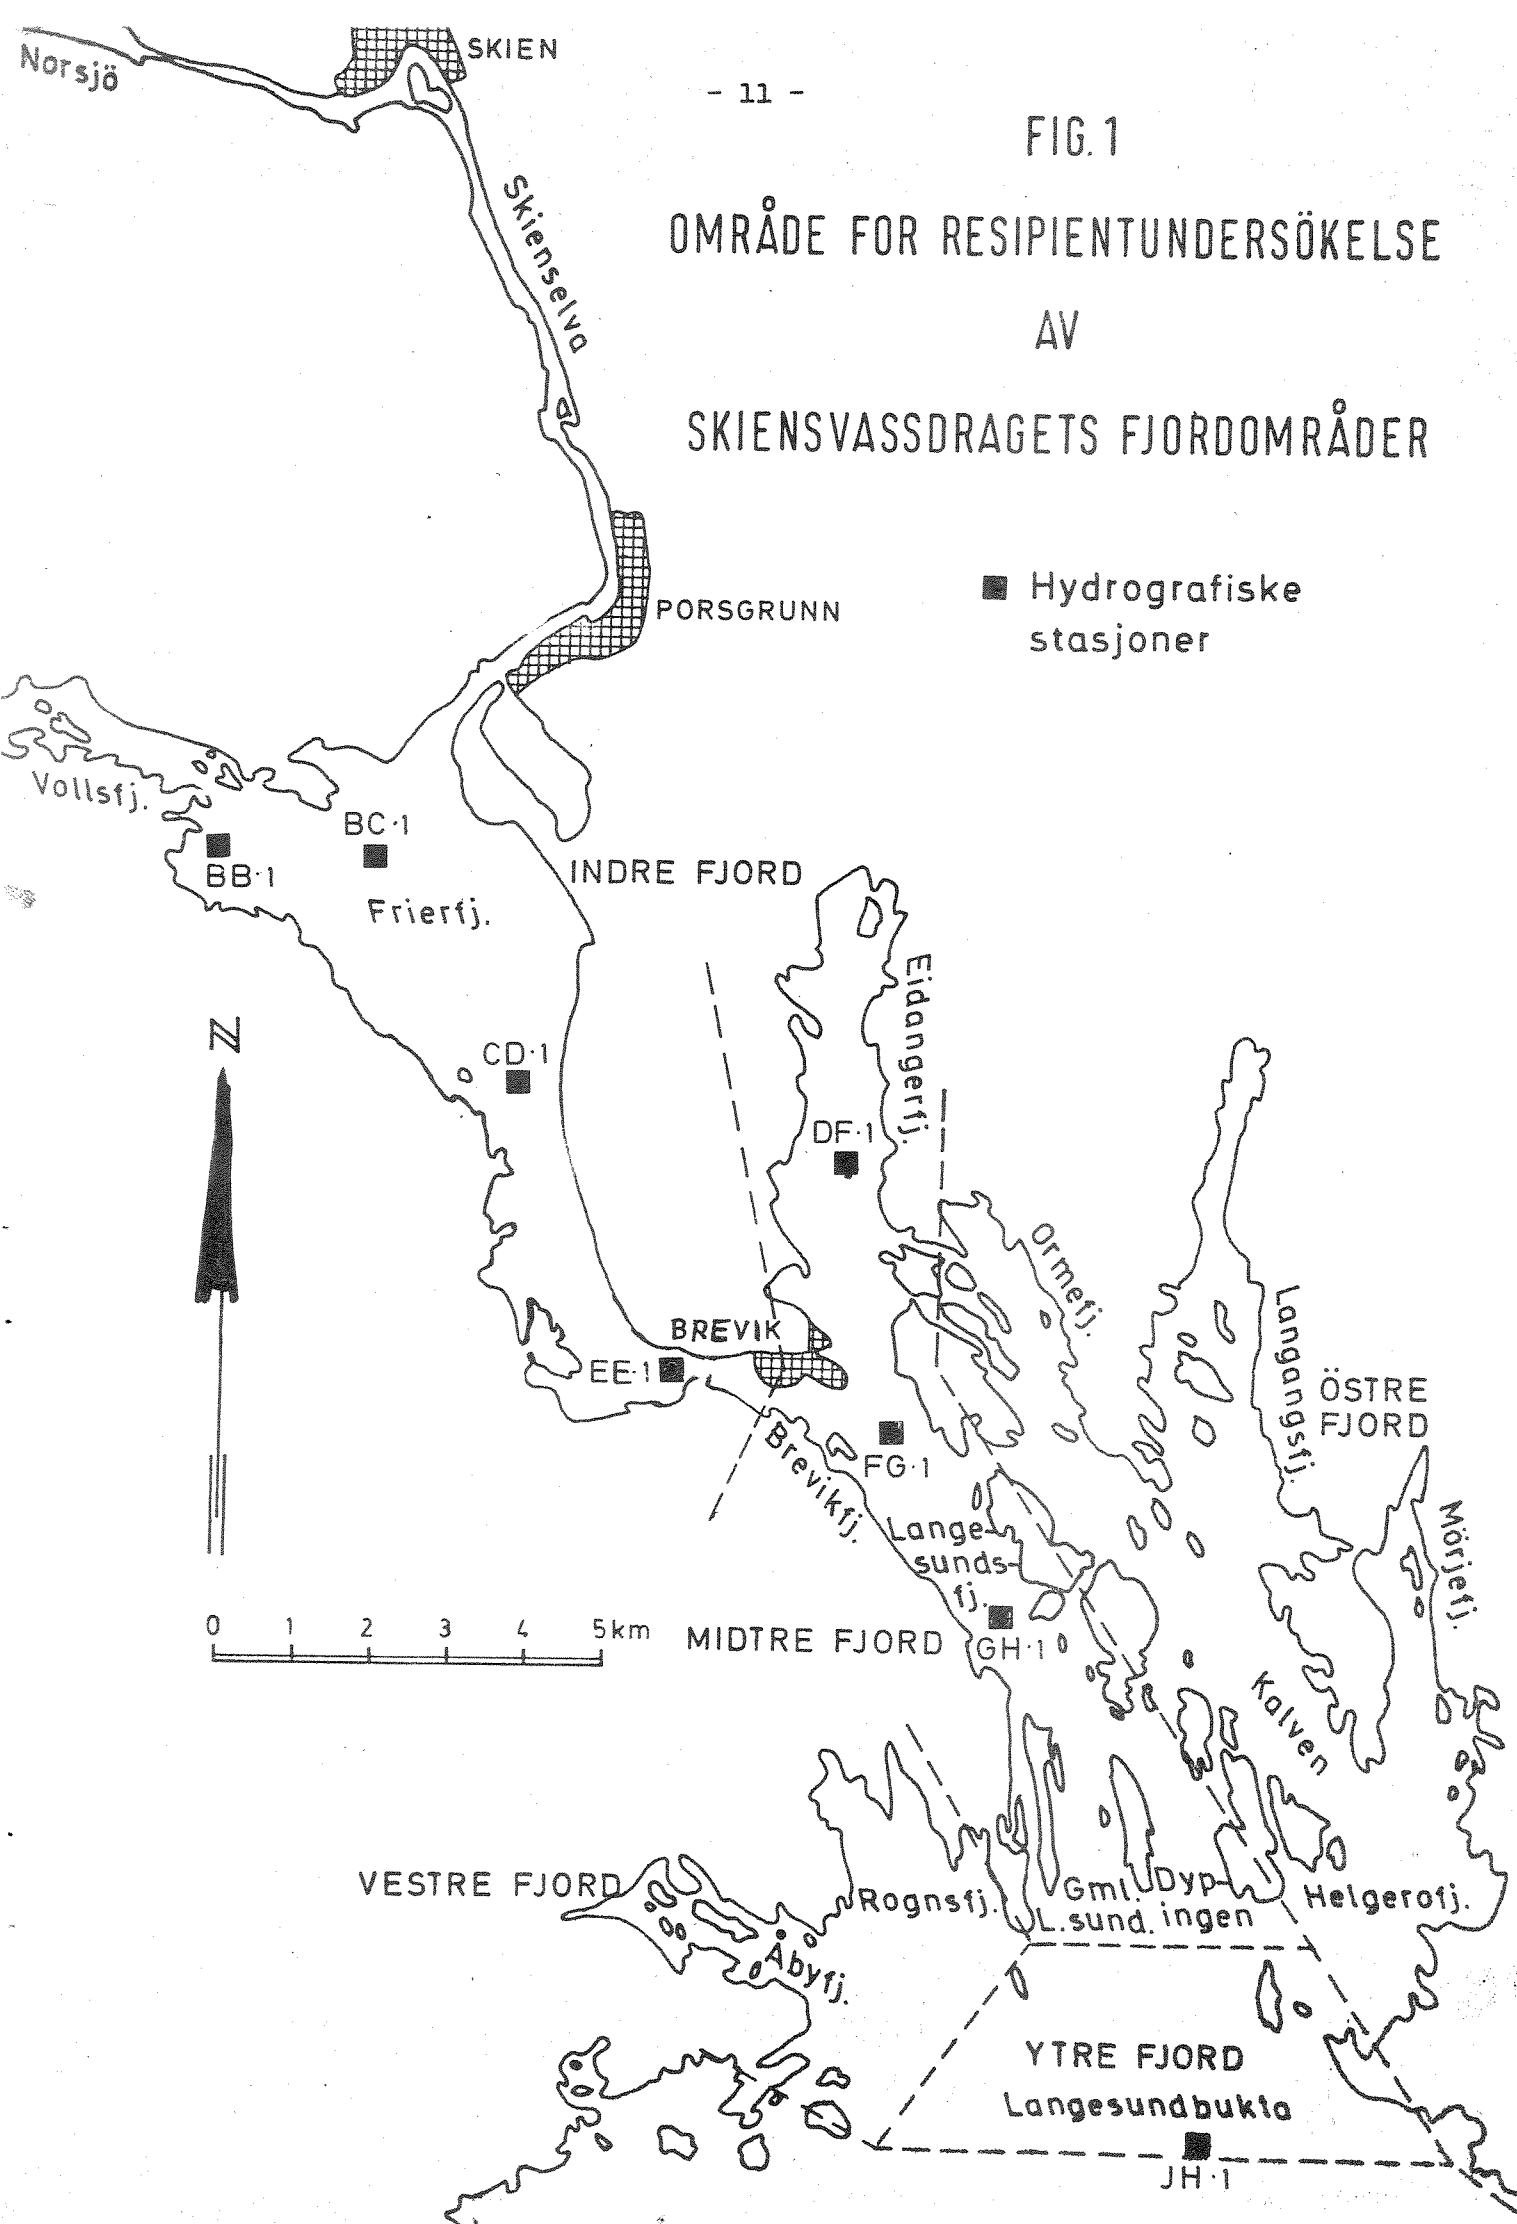 SKIEN
Norsjö
- 11 -
FIG. 1
OMRÅDE FOR RESIPIENTUNDERSÖKELSE
AV
SKIENSVASSDRAGETS FJORDOMRÅDER
Skienselva
Hydrografiske
stasjoner
PORSGRUNN
Vollsfj.
BC·1
BB·1
INDRE FJORD
Frierfj.
Eidangerfj.
N
CD·1
DF·1
Ormefj.
Langangsfj.
BREVIK
EE·1
ÖSTRE
FJORD
Brevikfj.
FG·1
Mörjefj.
Lange-
sunds-
fj.
0 1 2 3 4 5km
MIDTRE FJORD
GH·1
Kalven
VESTRE FJORD
Rognsfj.
Gml.
L.sund.
Dyp-
ingen
Helgerofj.
Åbyfj.
YTRE FJORD
Langesundbukta
JH·1